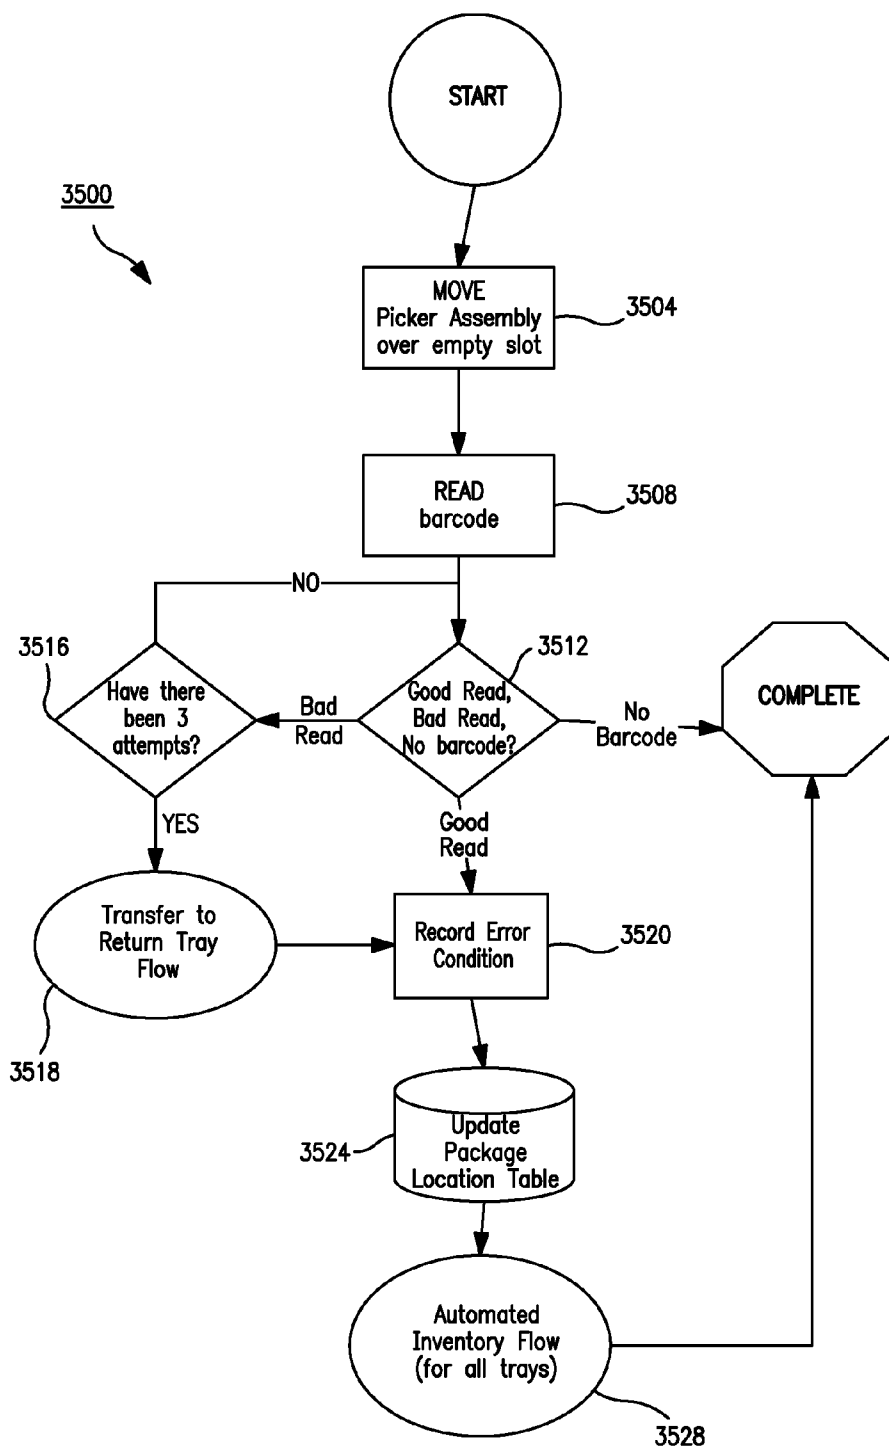 START
3500
MOVE
Picker Assembly
over empty slot
3504
READ
barcode
3508
NO
3516
Have there
been 3
attempts?
Bad
Read
3512
Good Read,
Bad Read,
No barcode?
No
Barcode
COMPLETE
YES
Good
Read
Transfer to
Return Tray
Flow
3518
Record Error
Condition
3520
Update
Package
Location Table
3524
Automated
Inventory Flow
(for all trays)
3528